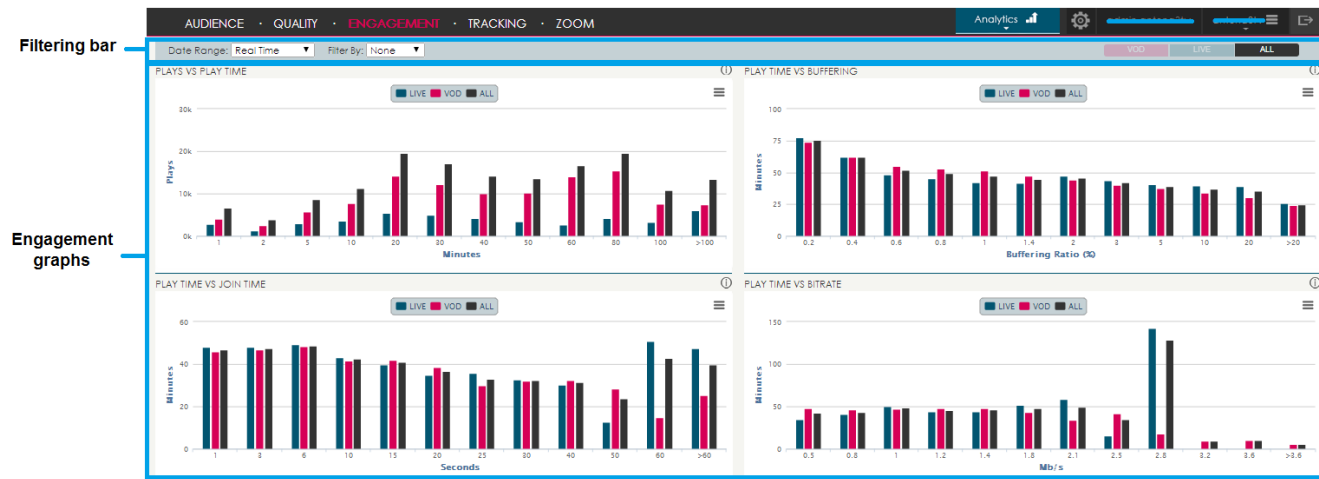 AUDIENCE · QUALITY · ENGAGEMENT · TRACKING · ZOOM Analytics
Filtering bar
Date Range: Real Time Filter By: None VOD LIVE ALL
Engagement graphs
PLAYS VS PLAY TIME
LIVE VOD ALL
30k
20k
10k
0k
Plays
1 2 5 10 20 30 40 50 60 80 100 >100
Minutes
PLAY TIME VS BUFFERING
LIVE VOD ALL
100
75
50
25
0
Minutes
0.2 0.4 0.6 0.8 1 1.4 2 3 5 10 20 >20
Buffering Ratio (%)
PLAY TIME VS JOIN TIME
LIVE VOD ALL
60
40
20
0
Minutes
1 3 6 10 15 20 25 30 40 50 60 >60
Seconds
PLAY TIME VS BITRATE
LIVE VOD ALL
150
100
50
0
Minutes
0.5 0.8 1 1.2 1.4 1.8 2.1 2.5 2.8 3.2 3.6 >3.6
Mb/s